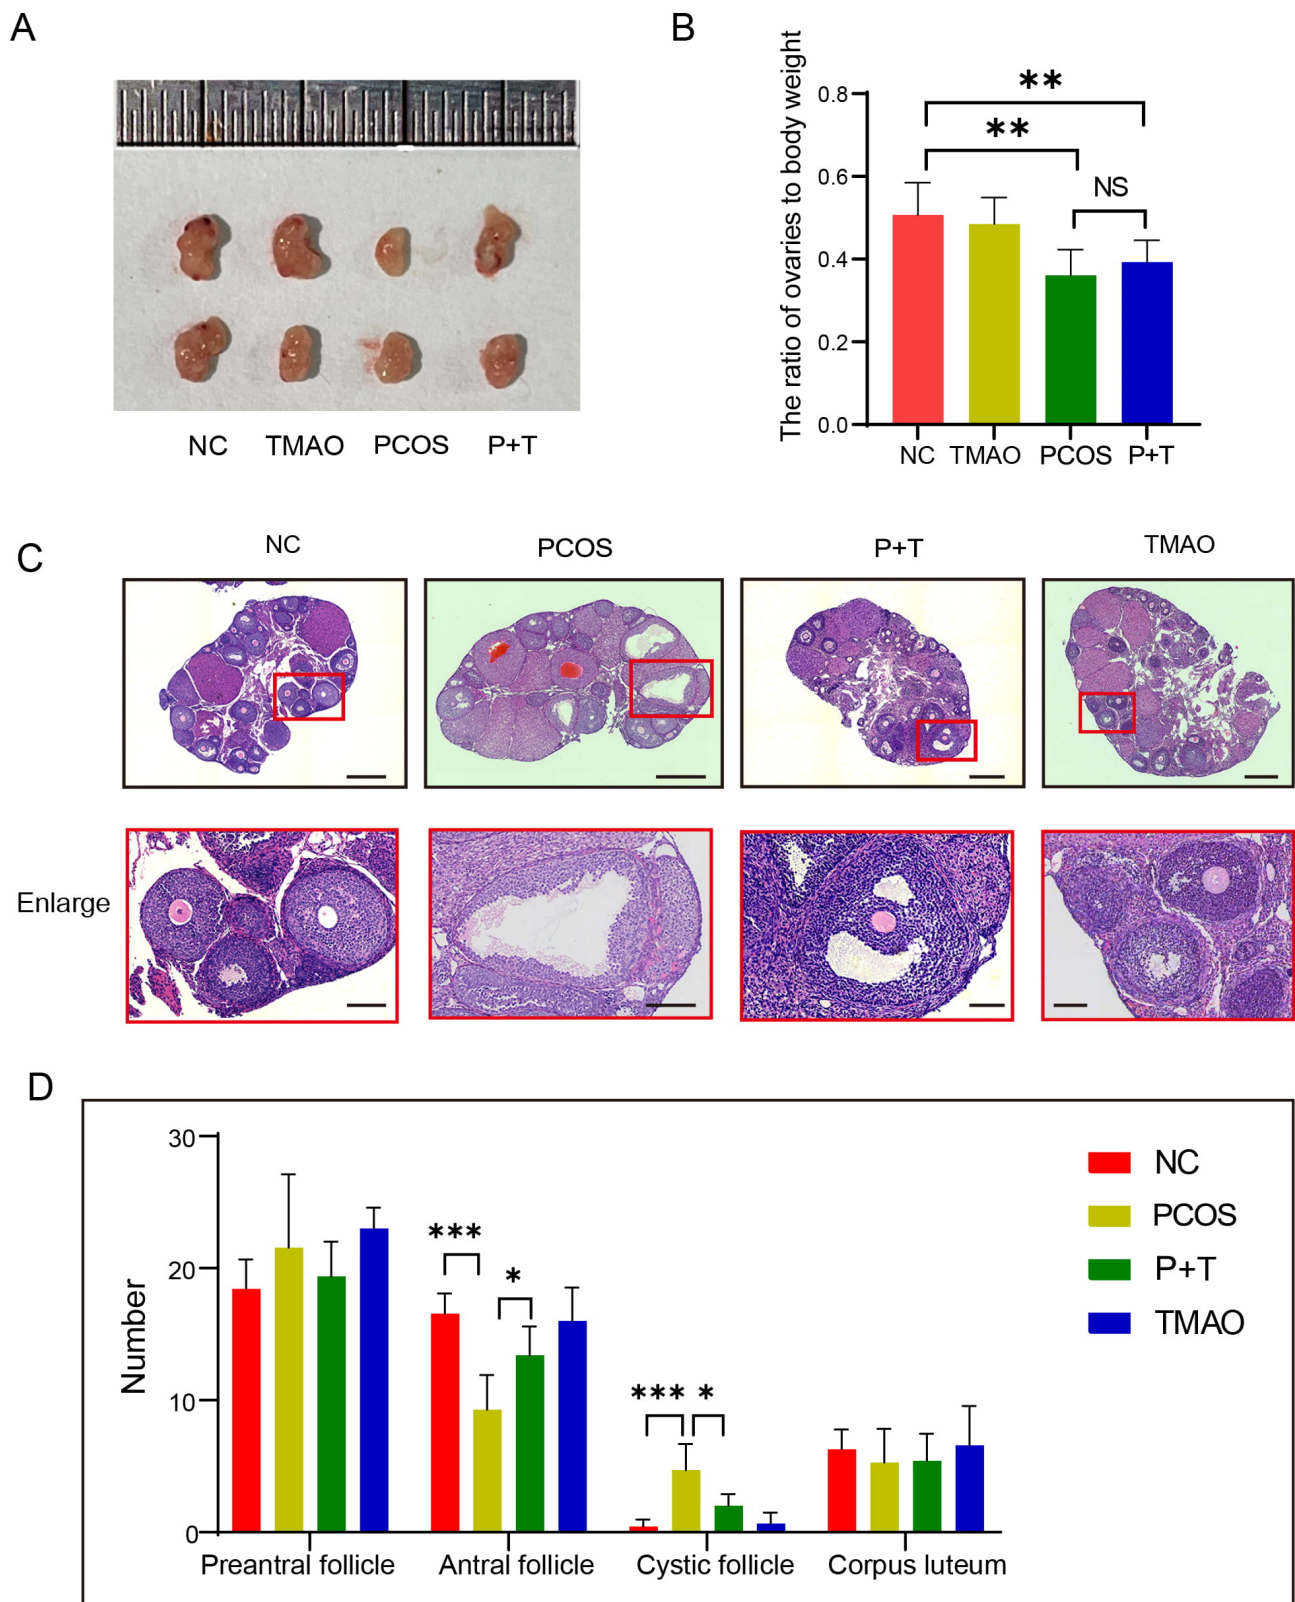 A
NC TMAO PCOS P+T
B
The ratio of ovaries to body weight
0.8
0.6
0.4
0.2
0.0
**
**
NS
NC TMAO PCOS P+T
C
NC PCOS P+T TMAO
Enlarge
D
Number
30
20
10
0
***
*
*** *
Preantral follicle Antral follicle Cystic follicle Corpus luteum
NC
PCOS
P+T
TMAO